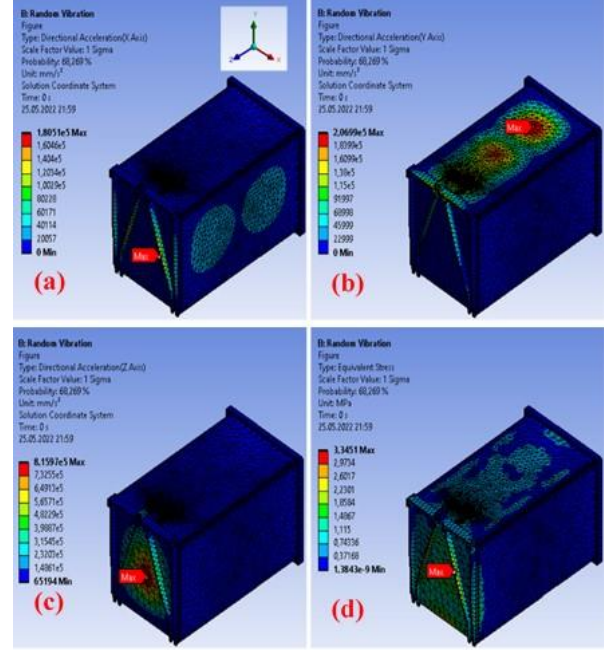 B: Random Vibration
Figure
Type: Directional Acceleration(X Axis)
Scale Factor Value: 1 Sigma
Probability: 68,269 %
Unit: mm/s²
Solution Coordinate System
Time: 0 s
25.05.2022 21:59
1,8051e5 Max
1,6046e5
1,404e5
1,2034e5
1,0029e5
80228
60171
40114
20057
0 Min
Y
Z
X
Max
(a)
B: Random Vibration
Figure
Type: Directional Acceleration(Y Axis)
Scale Factor Value: 1 Sigma
Probability: 68,269 %
Unit: mm/s²
Solution Coordinate System
Time: 0 s
25.05.2022 21:59
2,0699e5 Max
1,8399e5
1,6099e5
1,38e5
1,15e5
91997
68998
45999
22999
0 Min
Max
(b)
B: Random Vibration
Figure
Type: Directional Acceleration(Z Axis)
Scale Factor Value: 1 Sigma
Probability: 68,269 %
Unit: mm/s²
Solution Coordinate System
Time: 0 s
25.05.2022 21:59
8,1597e5 Max
7,3255e5
6,4913e5
5,6571e5
4,8229e5
3,9887e5
3,1545e5
2,3203e5
1,4861e5
65194 Min
Max
(c)
B: Random Vibration
Figure
Type: Equivalent Stress
Scale Factor Value: 1 Sigma
Probability: 68,269 %
Unit: MPa
Time: 0 s
25.05.2022 21:59
3,3451 Max
2,9734
2,6017
2,2301
1,8584
1,4867
1,115
0,74336
0,37168
1,3843e-9 Min
Max
(d)